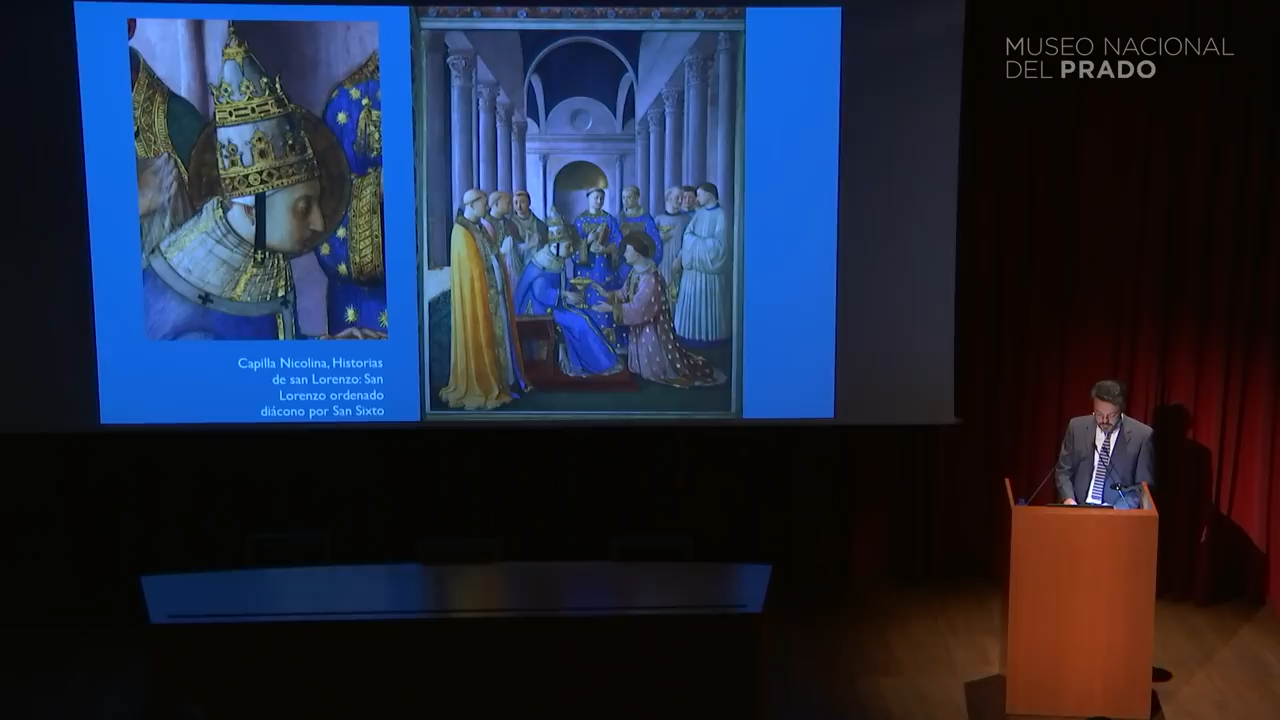 MUSEO NACIONAL
DEL PRADO
Capilla Nicolina, Historias
de san Lorenzo: San
Lorenzo ordenado
diácono por San Sixto